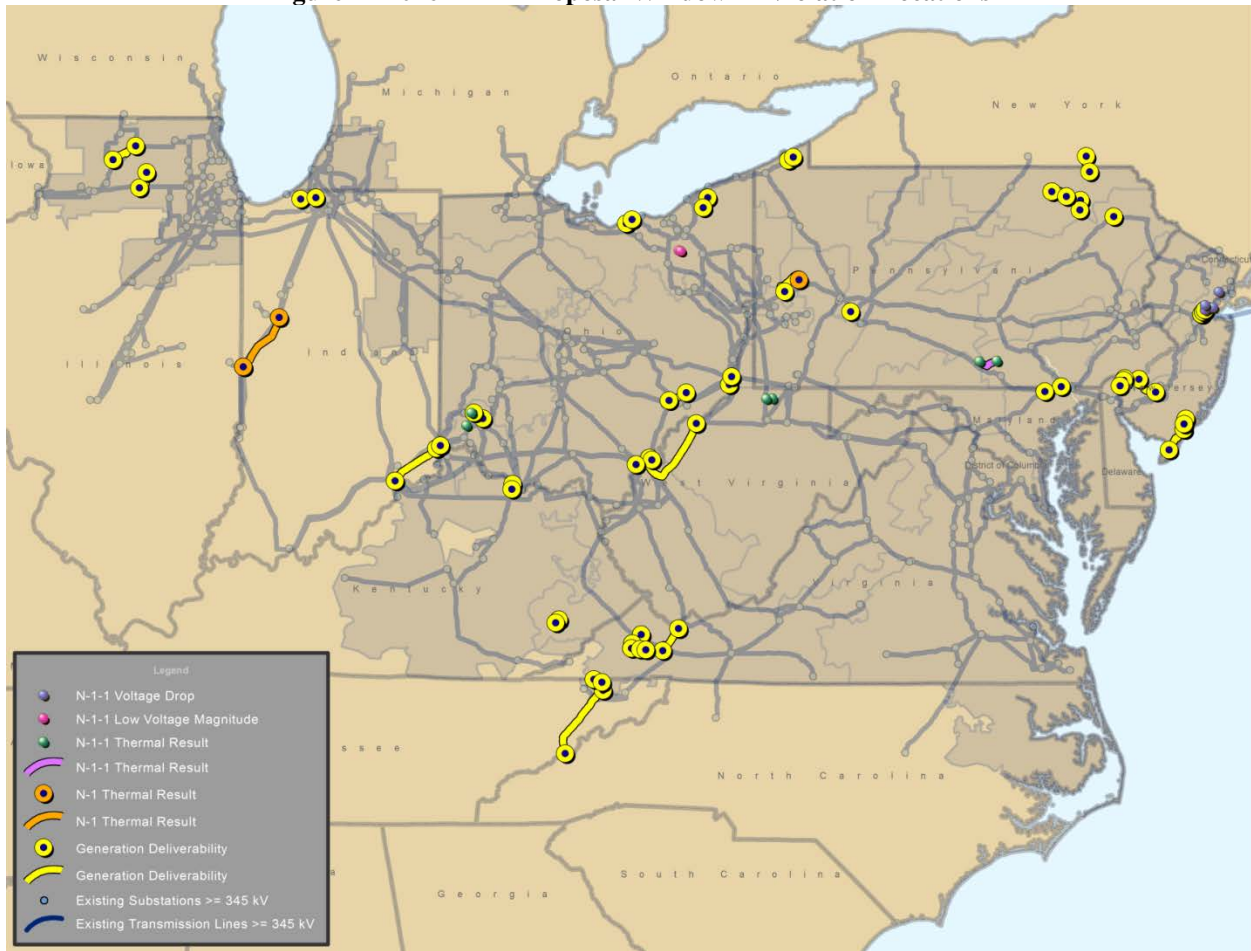 Wisconsin
Michigan
Ontario
New York
Iowa
Pennsylvania
Connecticut
Ohio
Illinois
Indiana
Jersey
Maryland
District of Columbia
Delaware
West Virginia
Virginia
Kentucky
Legend
N-1-1 Voltage Drop
N-1-1 Low Voltage Magnitude
N-1-1 Thermal Result
N-1-1 Thermal Result
N-1 Thermal Result
N-1 Thermal Result
Generation Deliverability
Generation Deliverability
Existing Substations >= 345 kV
Existing Transmission Lines >= 345 kV
ssee
North Carolina
South Carolina
Georgia